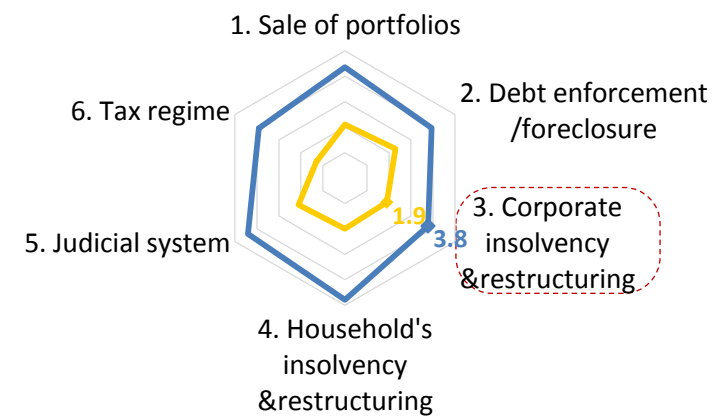 1. Sale of portfolios
2. Debt enforcement
/foreclosure
1.9
3.8
3. Corporate
insolvency
&restructuring
4. Household's
insolvency
&restructuring
5. Judicial system
6. Tax regime